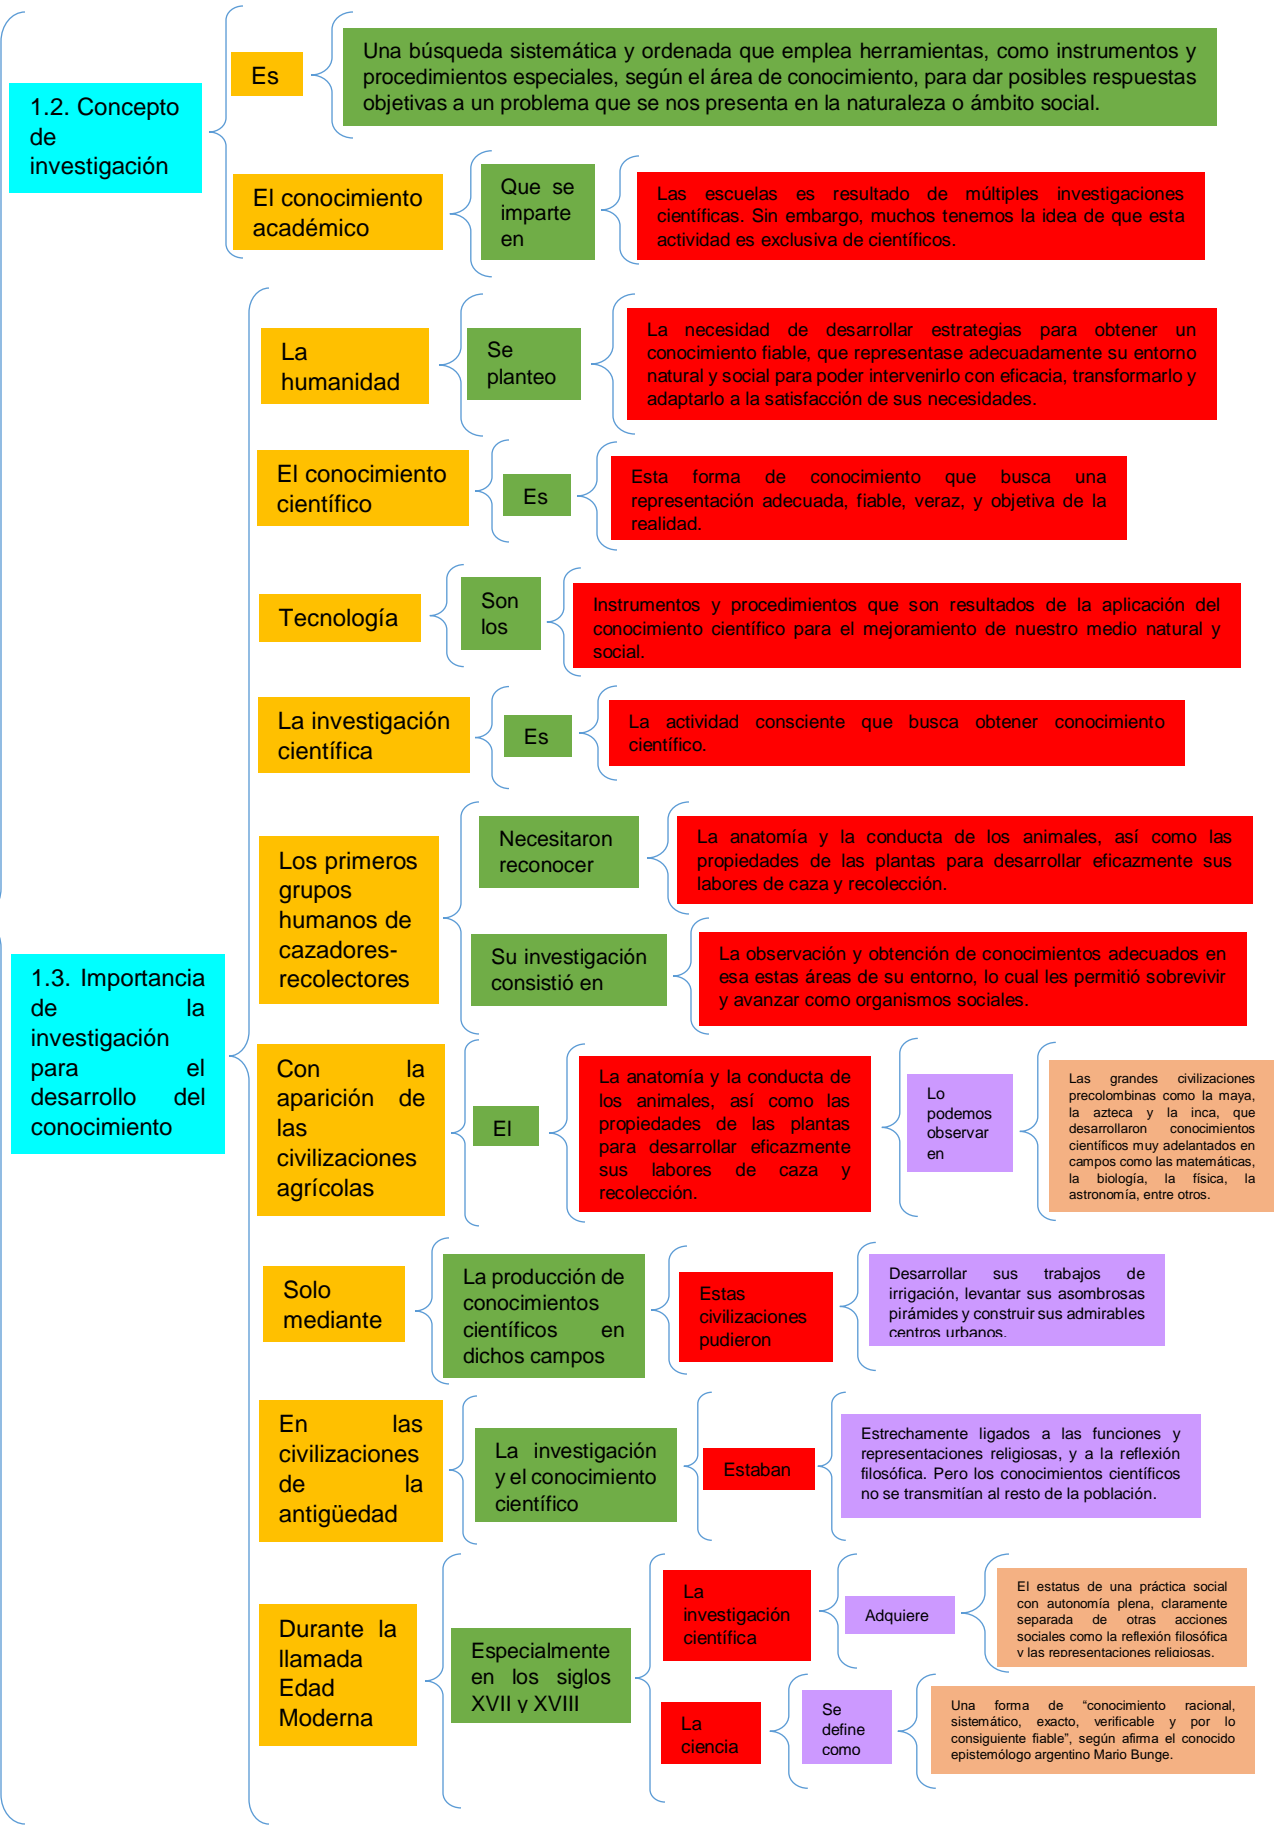 1.2. Concepto
de
investigación
Es
Una búsqueda sistemática y ordenada que emplea herramientas, como instrumentos y
procedimientos especiales, según el área de conocimiento, para dar posibles respuestas
objetivas a un problema que se nos presenta en la naturaleza o ámbito social.
El conocimiento
académico
Que se
imparte
en
Las escuelas es resultado de múltiples investigaciones
científicas. Sin embargo, muchos tenemos la idea de que esta
actividad es exclusiva de científicos.
1.3. Importancia
de la
investigación
para el
desarrollo del
conocimiento
La
humanidad
Se
planteo
La necesidad de desarrollar estrategias para obtener un
conocimiento fiable, que representase adecuadamente su entorno
natural y social para poder intervenirlo con eficacia, transformarlo y
adaptarlo a la satisfacción de sus necesidades.
El conocimiento
científico
Es
Esta forma de conocimiento que busca una
representación adecuada, fiable, veraz, y objetiva de la
realidad.
Tecnología
Son
los
Instrumentos y procedimientos que son resultados de la aplicación del
conocimiento científico para el mejoramiento de nuestro medio natural y
social.
La investigación
científica
Es
La actividad consciente que busca obtener conocimiento
científico.
Los primeros
grupos
humanos de
cazadores-
recolectores
Necesitaron
reconocer
La anatomía y la conducta de los animales, así como las
propiedades de las plantas para desarrollar eficazmente sus
labores de caza y recolección.
Su investigación
consistió en
La observación y obtención de conocimientos adecuados en
esa estas áreas de su entorno, lo cual les permitió sobrevivir
y avanzar como organismos sociales.
Con la
aparición de
las
civilizaciones
agrícolas
El
La anatomía y la conducta de
los animales, así como las
propiedades de las plantas
para desarrollar eficazmente
sus labores de caza y
recolección.
Lo
podemos
observar
en
Las grandes civilizaciones
precolombinas como la maya,
la azteca y la inca, que
desarrollaron conocimientos
científicos muy adelantados en
campos como las matemáticas,
la biología, la física, la
astronomía, entre otros.
Solo
mediante
La producción de
conocimientos
científicos en
dichos campos
Estas
civilizaciones
pudieron
Desarrollar sus trabajos de
irrigación, levantar sus asombrosas
pirámides y construir sus admirables
centros urbanos.
En las
civilizaciones
de la
antigüedad
La investigación
y el conocimiento
científico
Estaban
Estrechamente ligados a las funciones y
representaciones religiosas, y a la reflexión
filosófica. Pero los conocimientos científicos
no se transmitían al resto de la población.
Durante la
llamada
Edad
Moderna
Especialmente
en los siglos
XVII y XVIII
La
investigación
científica
Adquiere
El estatus de una práctica social
con autonomía plena, claramente
separada de otras acciones
sociales como la reflexión filosófica
y las representaciones religiosas.
La
ciencia
Se
define
como
Una forma de “conocimiento racional,
sistemático, exacto, verificable y por lo
consiguiente fiable”, según afirma el conocido
epistemólogo argentino Mario Bunge.